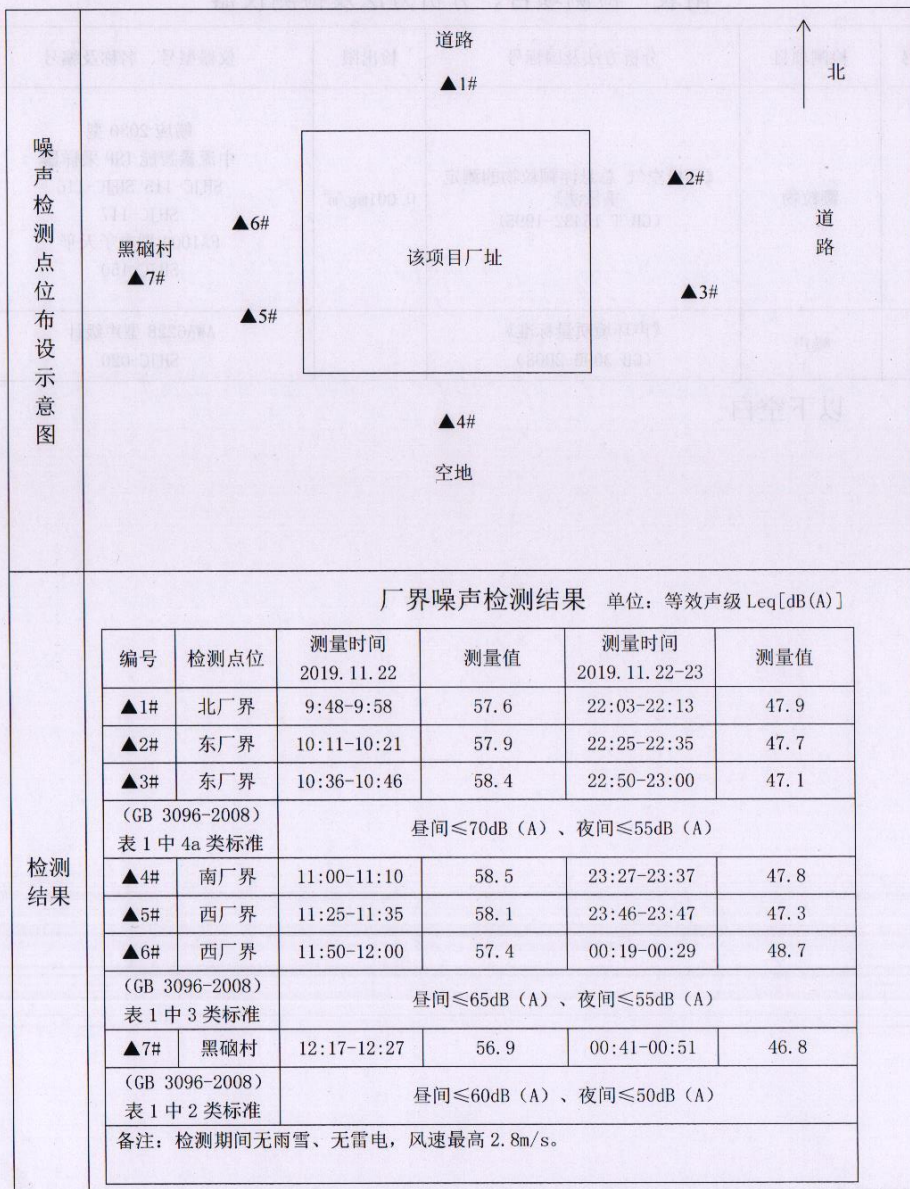 噪声检测点位布设示意图
道路
▲1#
北
▲2#
道路
▲6#
黑硇村
▲7#
该项目厂址
▲3#
▲5#
▲4#
空地
检测结果
厂界噪声检测结果 单位：等效声级 Leq[dB(A)]
编号 检测点位 测量时间 2019.11.22 测量值 测量时间 2019.11.22-23 测量值
▲1# 北厂界 9:48-9:58 57.6 22:03-22:13 47.9
▲2# 东厂界 10:11-10:21 57.9 22:25-22:35 47.7
▲3# 东厂界 10:36-10:46 58.4 22:50-23:00 47.1
（GB 3096-2008）
表 1 中 4a 类标准 昼间≤70dB（A）、夜间≤55dB（A）
▲4# 南厂界 11:00-11:10 58.5 23:27-23:37 47.8
▲5# 西厂界 11:25-11:35 58.1 23:46-23:47 47.3
▲6# 西厂界 11:50-12:00 57.4 00:19-00:29 48.7
（GB 3096-2008）
表 1 中 3 类标准 昼间≤65dB（A）、夜间≤55dB（A）
▲7# 黑硇村 12:17-12:27 56.9 00:41-00:51 46.8
（GB 3096-2008）
表 1 中 2 类标准 昼间≤60dB（A）、夜间≤50dB（A）
备注：检测期间无雨雪、无雷电，风速最高 2.8m/s。